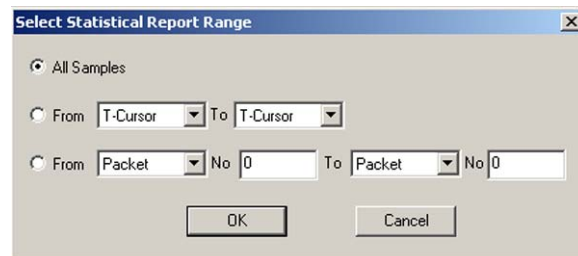 Select Statistical Report Range
All Samples
From T-Cursor To T-Cursor
From Packet No 0 To Packet No 0
OK Cancel